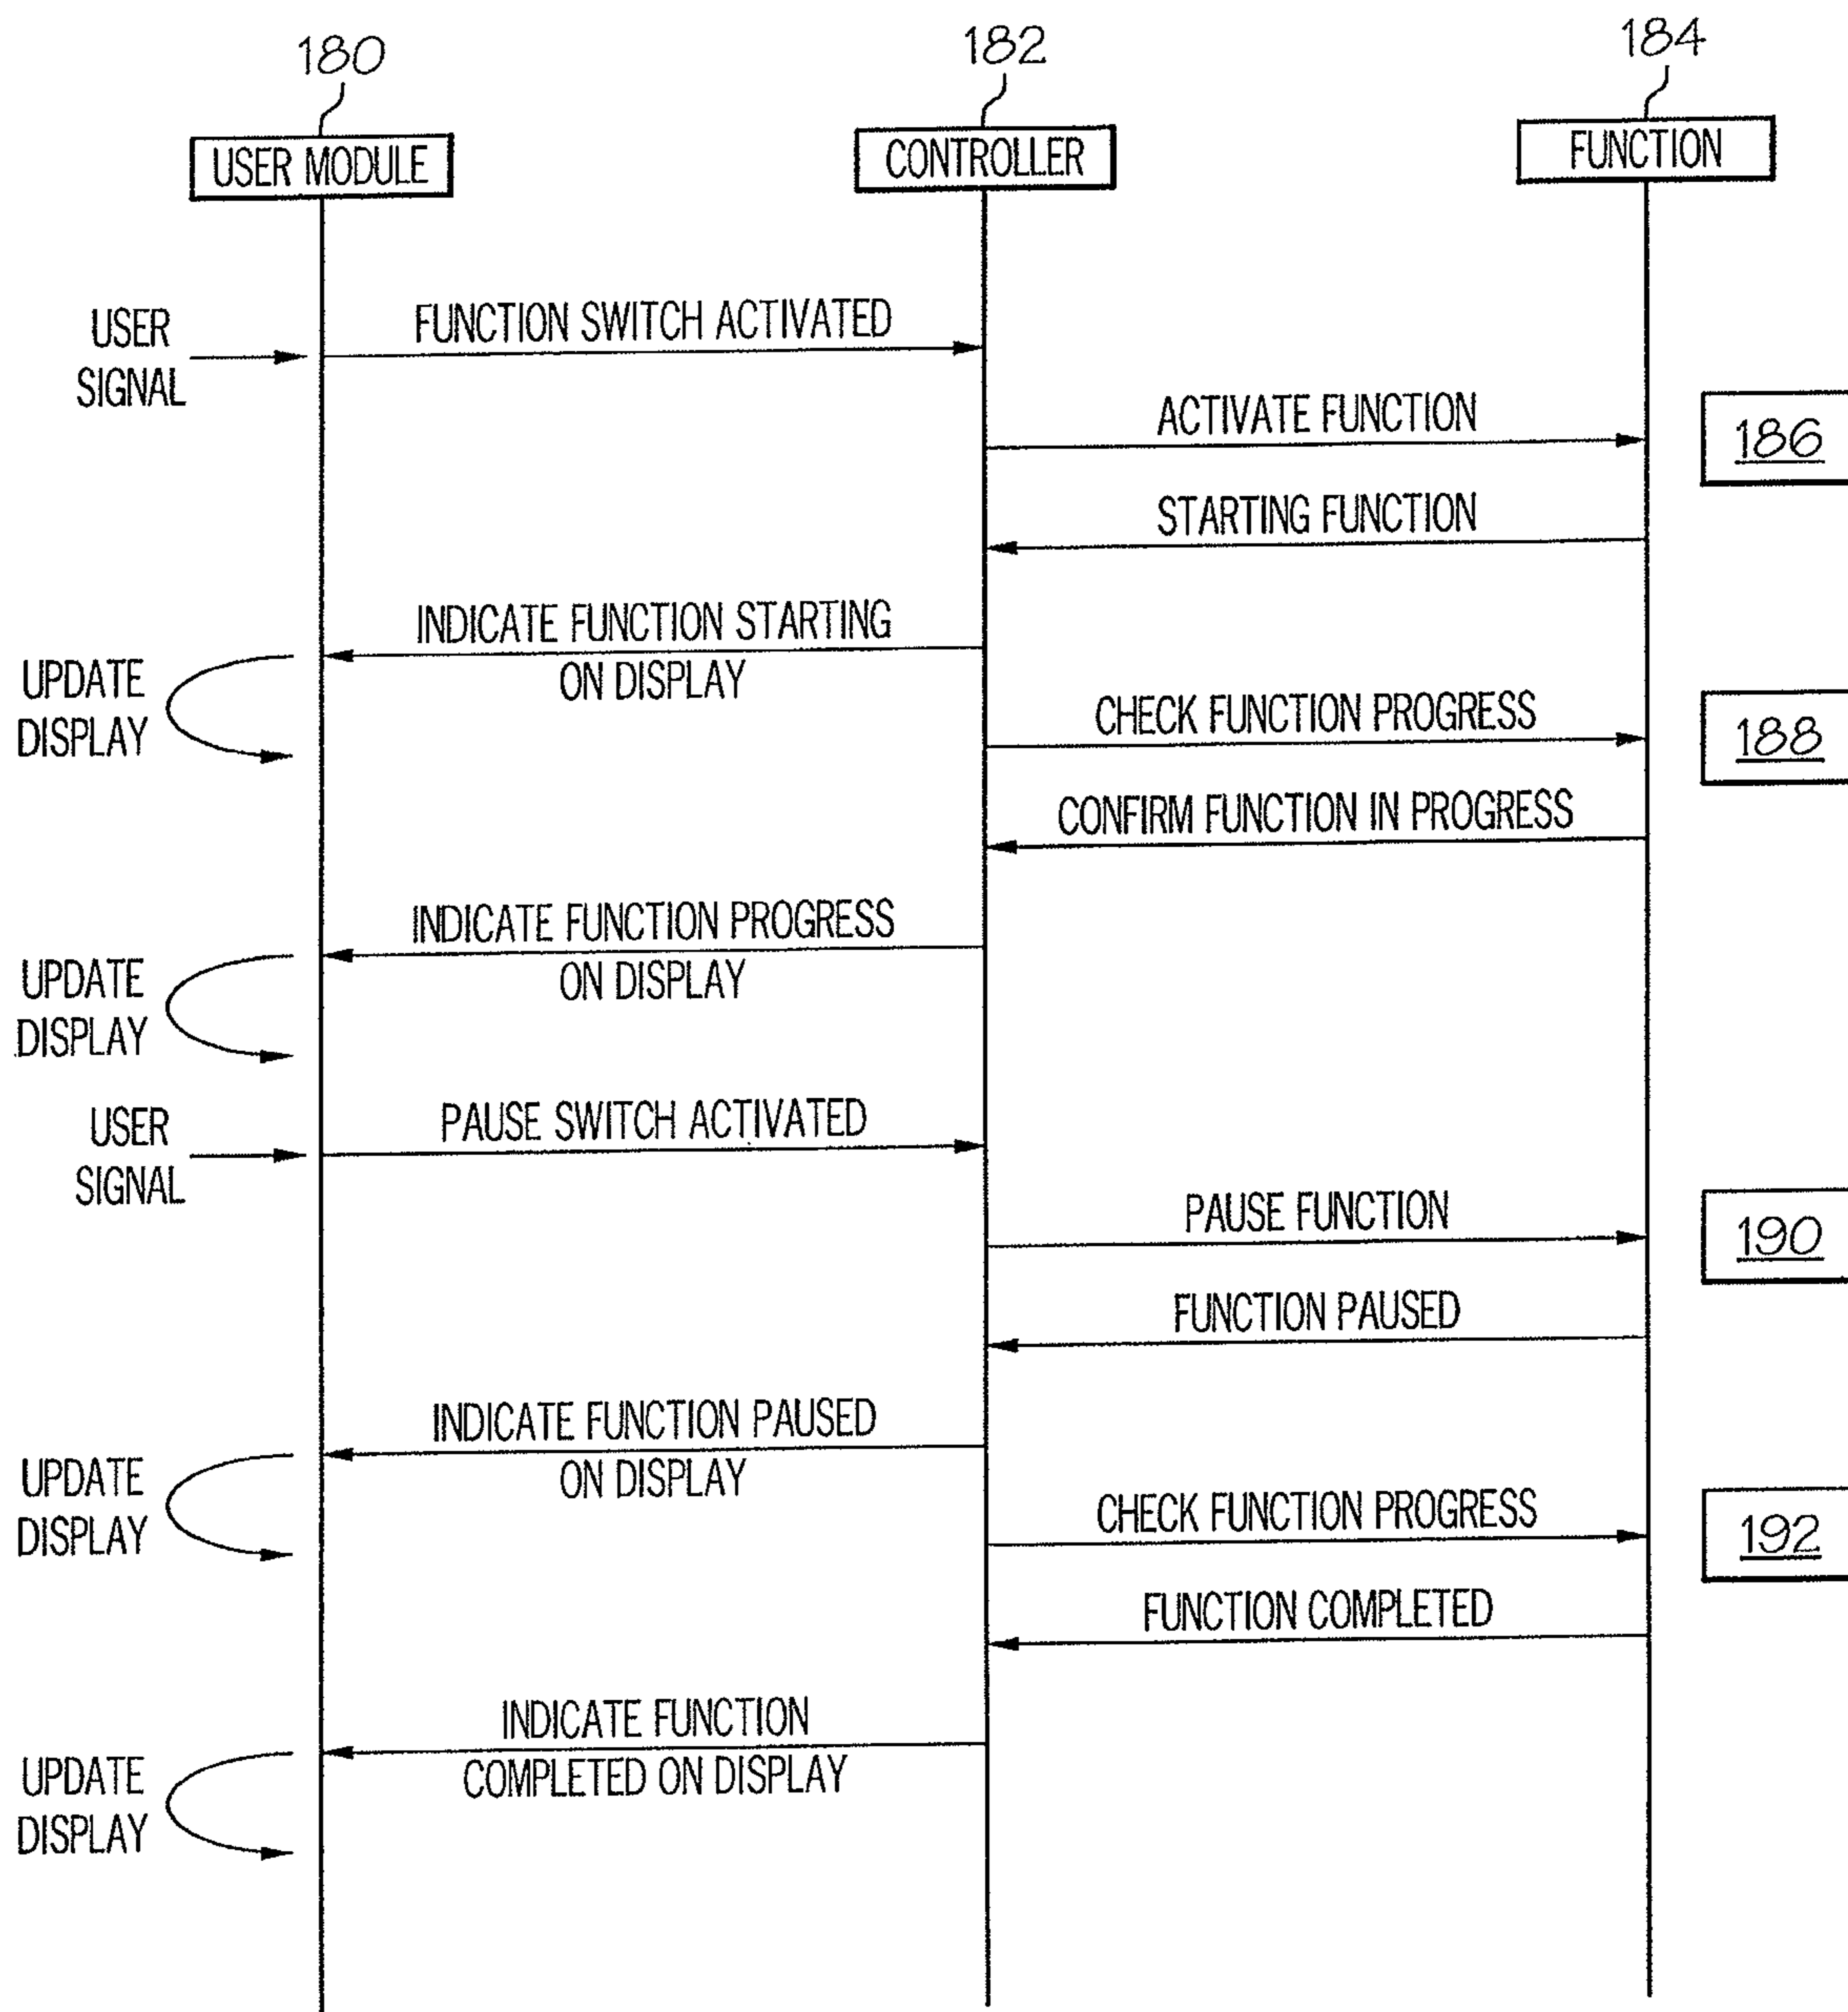 180
182
184
USER MODULE
CONTROLLER
FUNCTION
USER
SIGNAL
FUNCTION SWITCH ACTIVATED
ACTIVATE FUNCTION
186
STARTING FUNCTION
INDICATE FUNCTION STARTING
ON DISPLAY
UPDATE
DISPLAY
CHECK FUNCTION PROGRESS
188
CONFIRM FUNCTION IN PROGRESS
INDICATE FUNCTION PROGRESS
ON DISPLAY
UPDATE
DISPLAY
USER
SIGNAL
PAUSE SWITCH ACTIVATED
PAUSE FUNCTION
190
FUNCTION PAUSED
INDICATE FUNCTION PAUSED
ON DISPLAY
UPDATE
DISPLAY
CHECK FUNCTION PROGRESS
192
FUNCTION COMPLETED
INDICATE FUNCTION
COMPLETED ON DISPLAY
UPDATE
DISPLAY